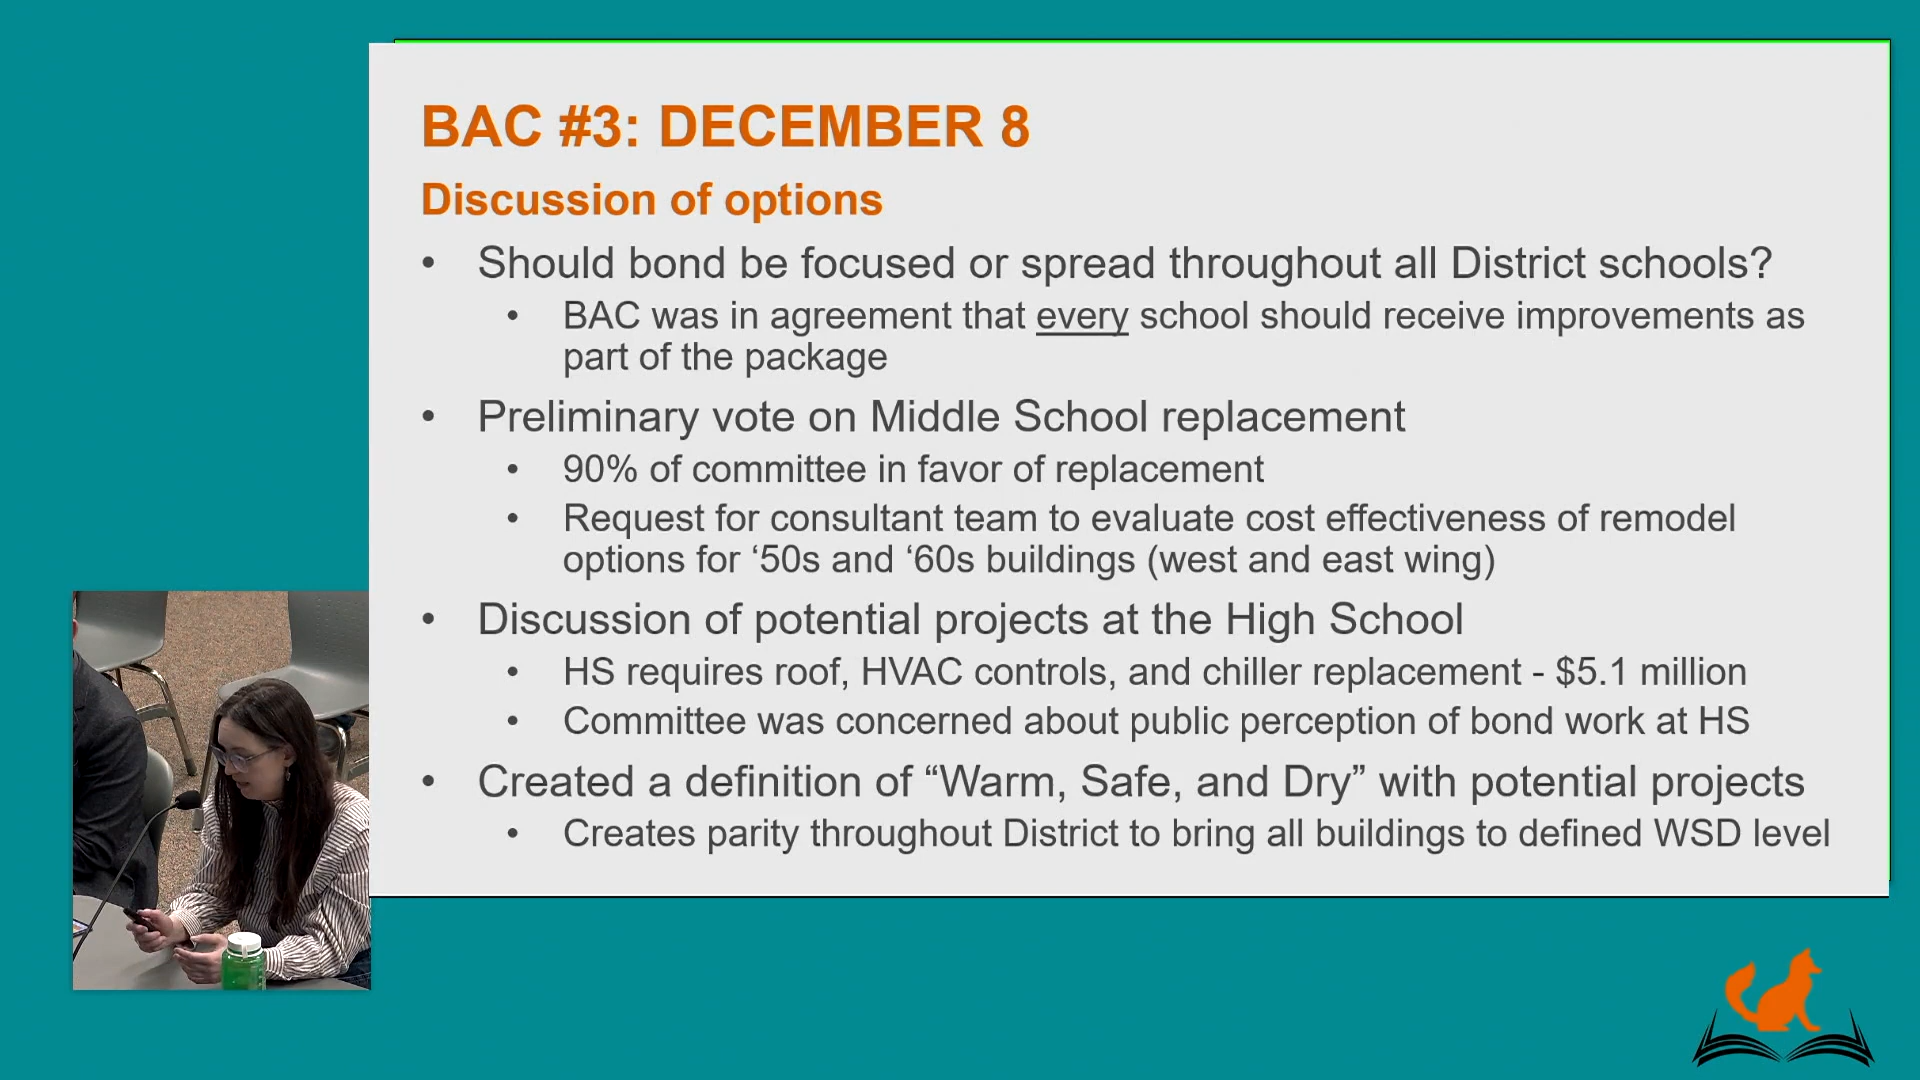 BAC #3: DECEMBER 8
Discussion of options
• Should bond be focused or spread throughout all District schools?
• BAC was in agreement that every school should receive improvements as
part of the package
• Preliminary vote on Middle School replacement
• 90% of committee in favor of replacement
• Request for consultant team to evaluate cost effectiveness of remodel
options for ‘50s and ‘60s buildings (west and east wing)
• Discussion of potential projects at the High School
• HS requires roof, HVAC controls, and chiller replacement - $5.1 million
• Committee was concerned about public perception of bond work at HS
• Created a definition of “Warm, Safe, and Dry” with potential projects
• Creates parity throughout District to bring all buildings to defined WSD level